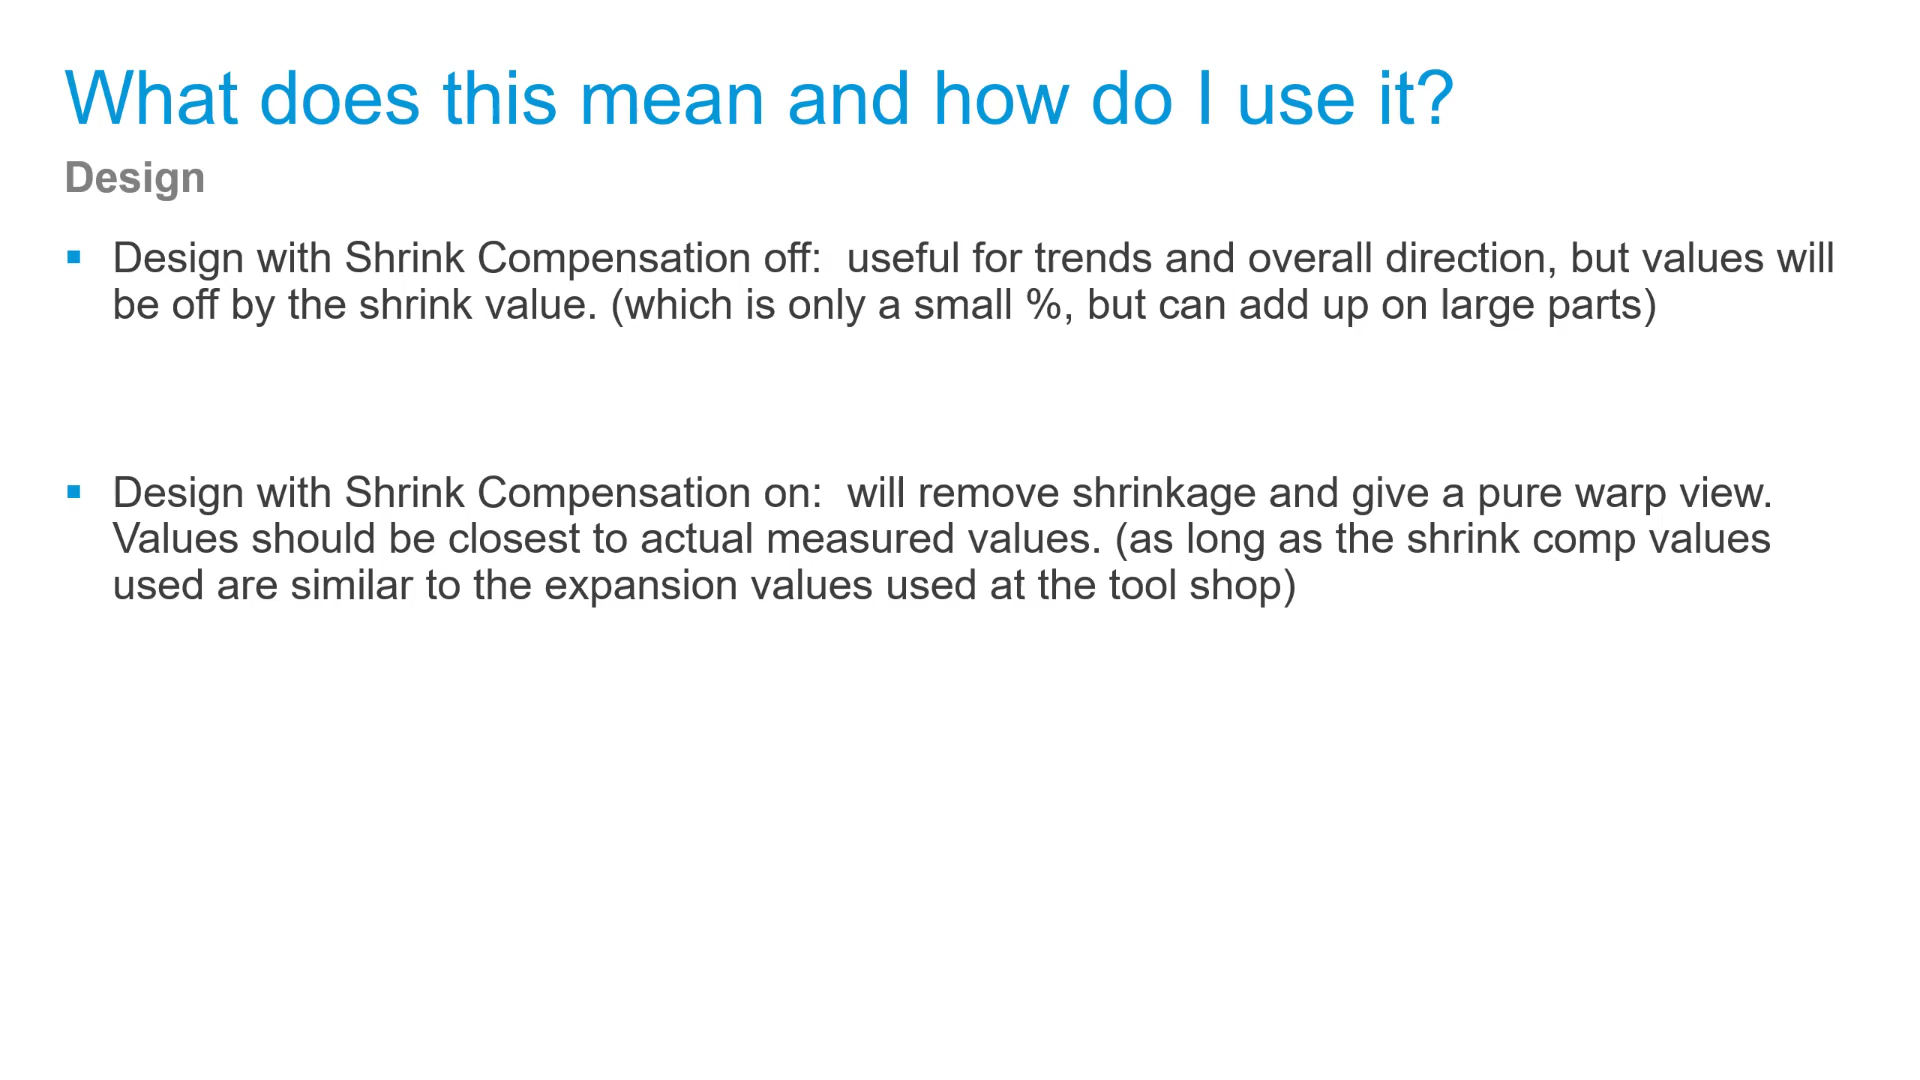 What does this mean and how do I use it?
Design
▪ Design with Shrink Compensation off:  useful for trends and overall direction, but values will
be off by the shrink value. (which is only a small %, but can add up on large parts)
▪ Design with Shrink Compensation on:  will remove shrinkage and give a pure warp view.
Values should be closest to actual measured values. (as long as the shrink comp values
used are similar to the expansion values used at the tool shop)